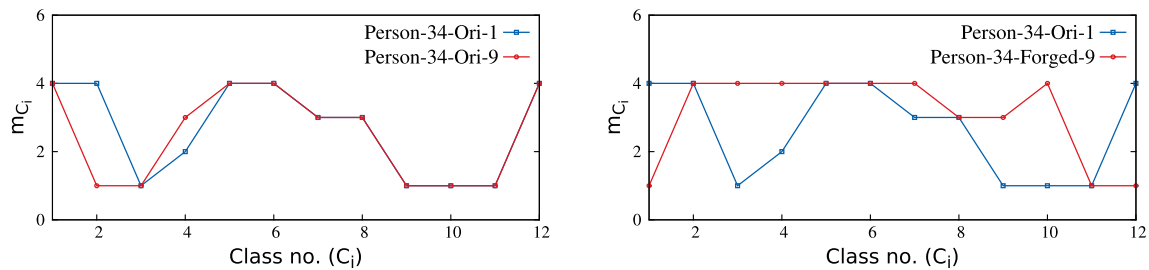 6
4
2
0
m_{C_i}
Person-34-Ori-1
Person-34-Ori-9
2 4 6 8 10 12
Class no. (C_i)
6
4
2
0
m_{C_i}
Person-34-Ori-1
Person-34-Forged-9
2 4 6 8 10 12
Class no. (C_i)